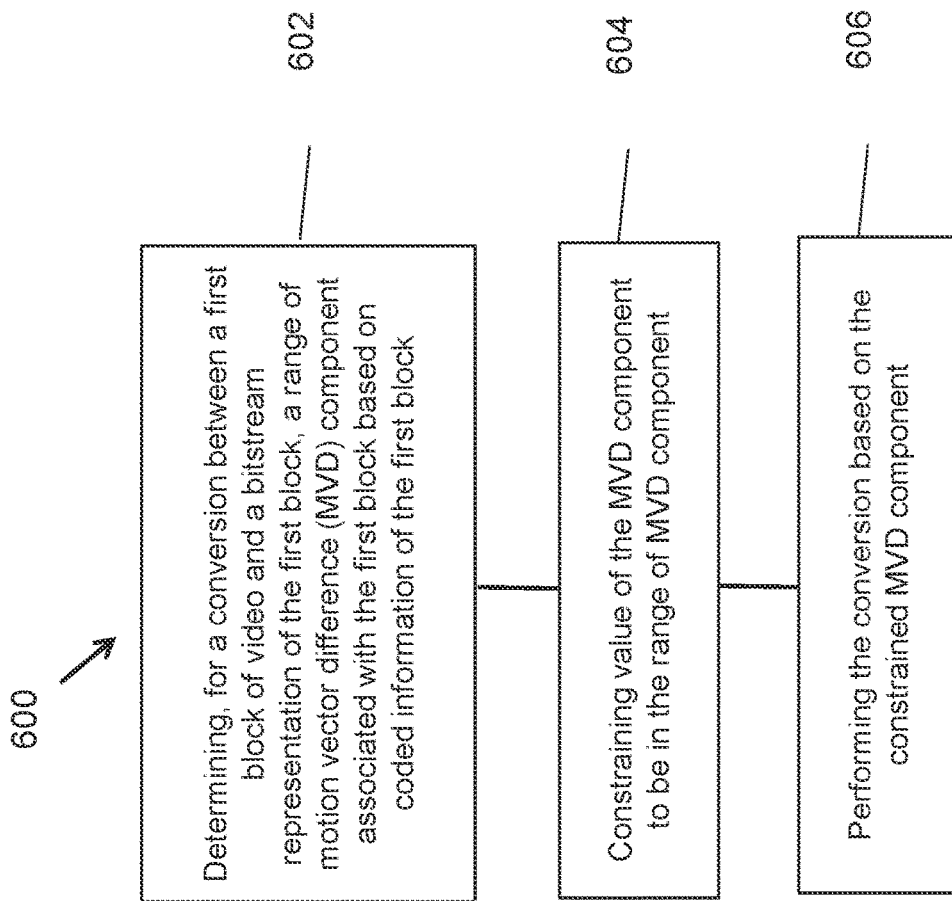 600
Determining, for a conversion between a first
block of video and a bitstream
representation of the first block, a range of
motion vector difference (MVD) component
associated with the first block based on
coded information of the first block
602
Constraining value of the MVD component
to be in the range of MVD component
604
Performing the conversion based on the
constrained MVD component
606